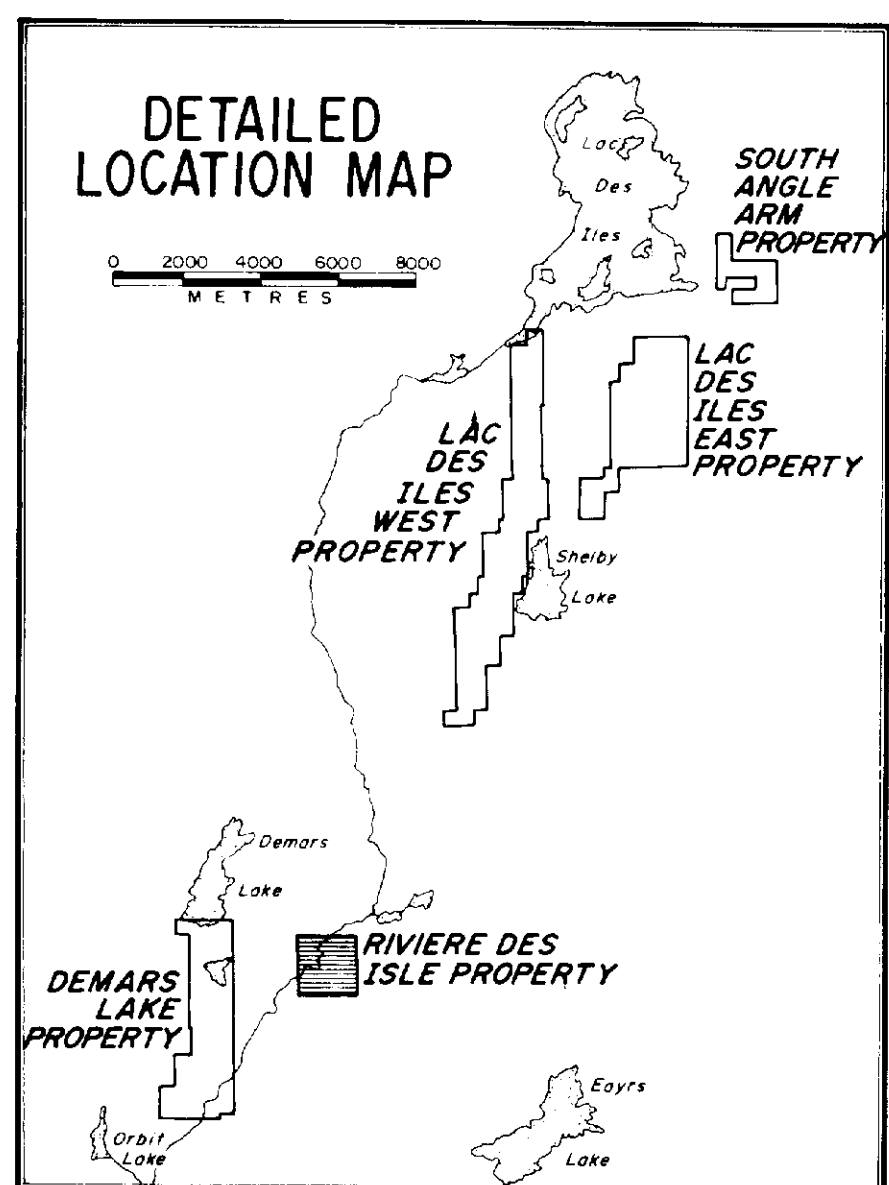 DETAILED
LOCATION MAP
0 2000 4000 6000 8000
METRES
Lac
Des
Iles
SOUTH
ANGLE
ARM
PROPERTY
LAC
DES
ILES
EAST
PROPERTY
LAC
DES
ILES
WEST
PROPERTY
Shelby
Lake
Demars
Lake
RIVIERE DES
ISLE PROPERTY
DEMARS
LAKE
PROPERTY
Eayrs
Lake
Orbit
Lake